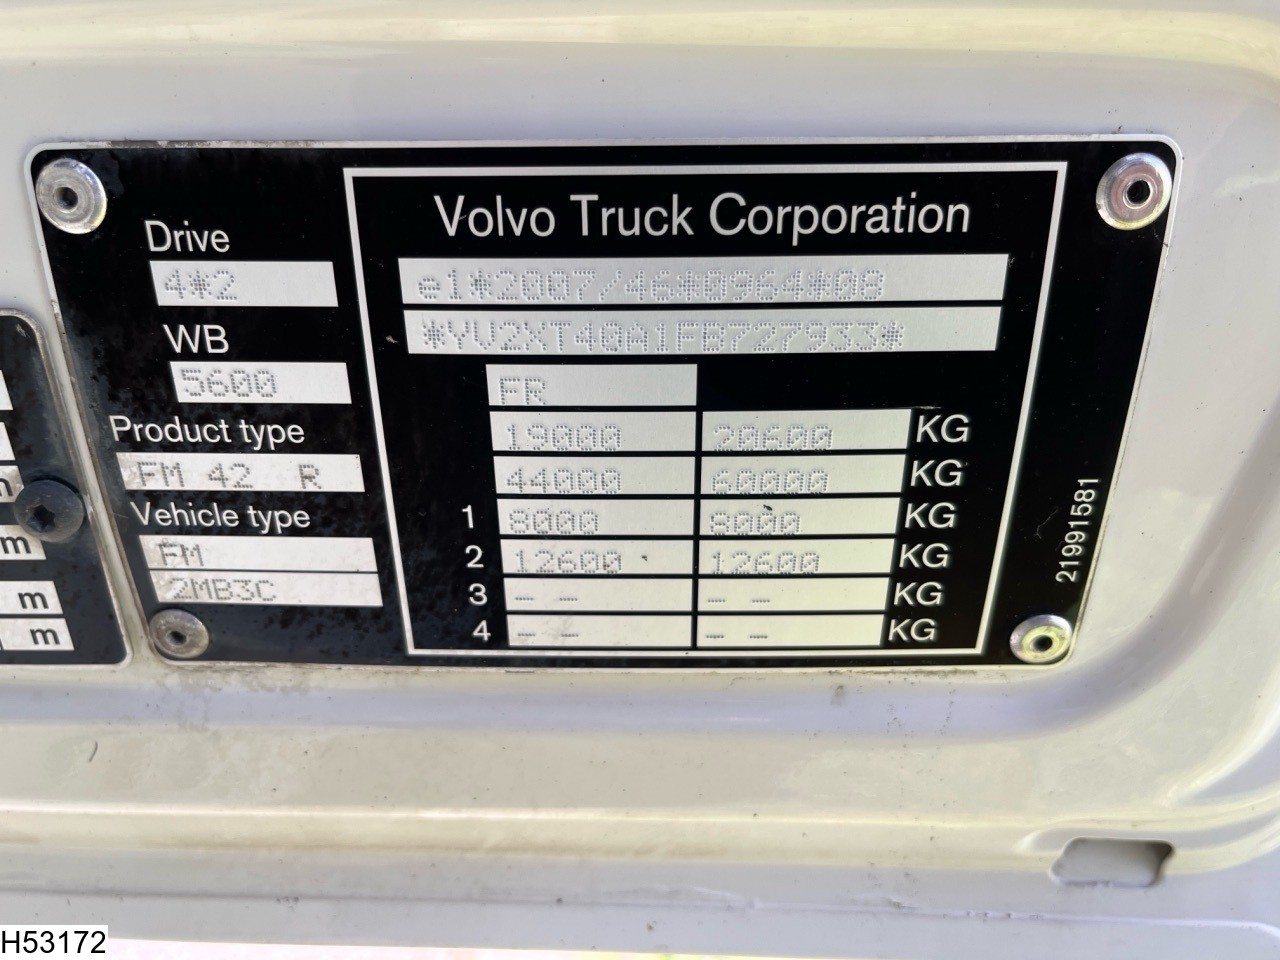 Volvo Truck Corporation
Drive
4*2
WB
5600
Product type
FM 42 R
Vehicle type
FM
2MB3C
e1*2007/46*0964*08
*YV2XT40A1FB727933*
FR
19000 20600 KG
44000 60000 KG
1 8000 8000 KG
2 12600 12600 KG
3 -- -- KG
4 -- -- KG
21991581
m
m
m
H53172